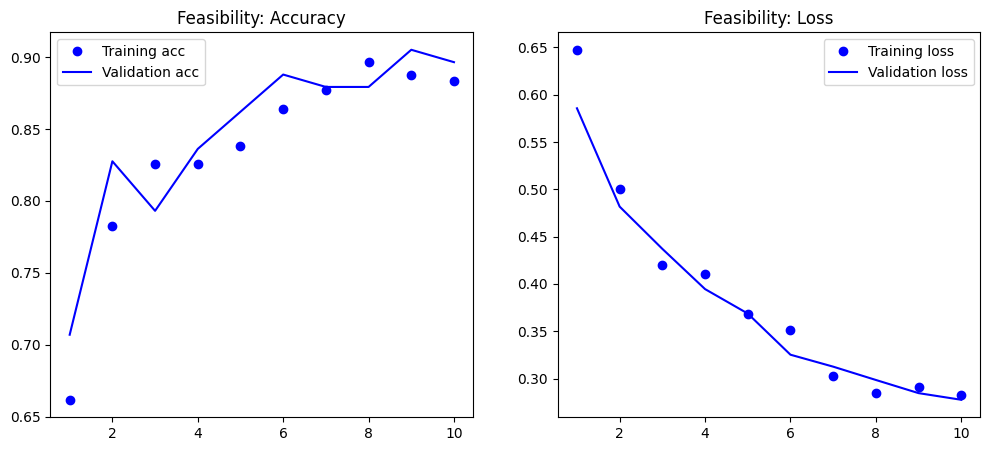 Feasibility: Accuracy
Training acc
Validation acc
0.90
0.85
0.80
0.75
0.70
0.65
2 4 6 8 10
Feasibility: Loss
Training loss
Validation loss
0.65
0.60
0.55
0.50
0.45
0.40
0.35
0.30
2 4 6 8 10